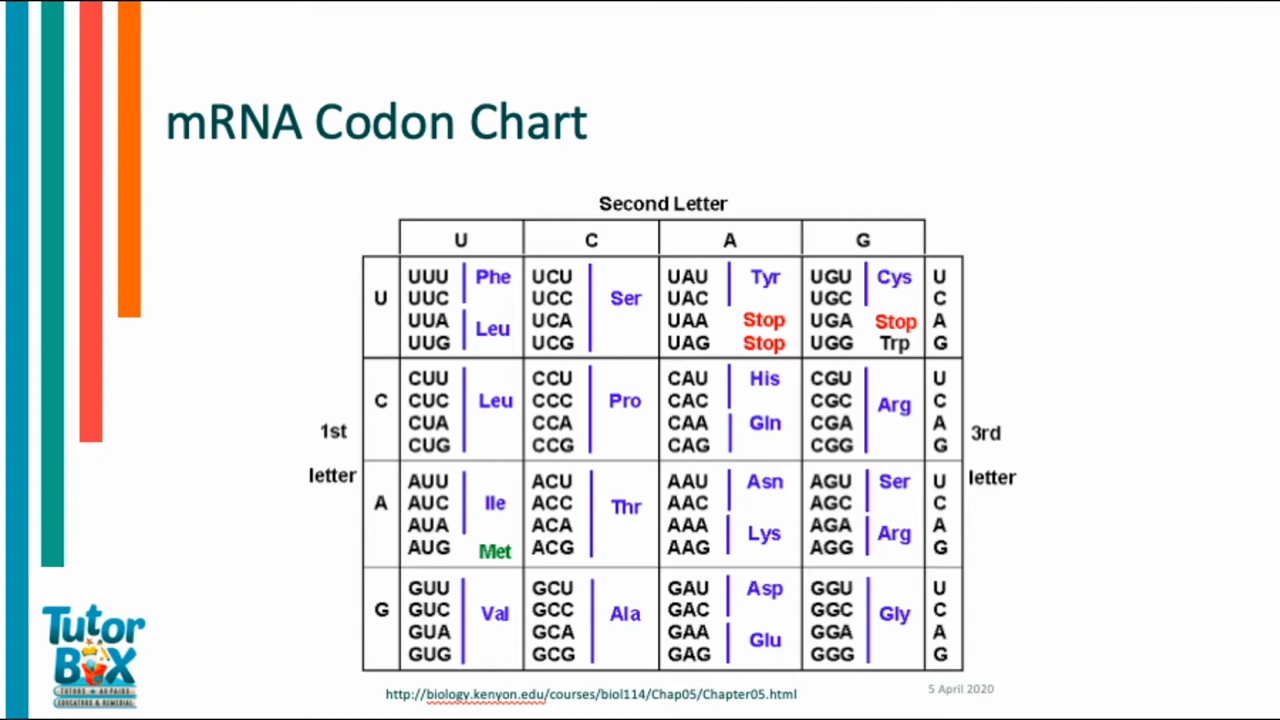 mRNA Codon Chart
Second Letter
U C A G
UUU Phe UCU UAU Tyr UGU Cys U
U UUC UCC Ser UAC UGC C
UUA Leu UCA UAA Stop UGA Stop A
UUG UCG UAG Stop UGG Trp G
CUU CCU CAU His CGU U
C CUC Leu CCC Pro CAC CGC Arg C
CUA CCA CAA Gln CGA A
CUG CCG CAG CGG G
1st letter
3rd letter
AUU ACU AAU Asn AGU Ser U
A AUC Ile ACC Thr AAC AGC C
AUA ACA AAA Lys AGA Arg A
AUG Met ACG AAG AGG G
GUU GCU GAU Asp GGU U
G GUC Val GCC Ala GAC GGC Gly C
GUA GCA GAA Glu GGA A
GUG GCG GAG GGG G
http://biology.kenyon.edu/courses/biol114/Chap05/Chapter05.html
5 April 2020
Tutor
BOX
TUTORS • AU PAIRS
EDUCATORS & REMEDIAL